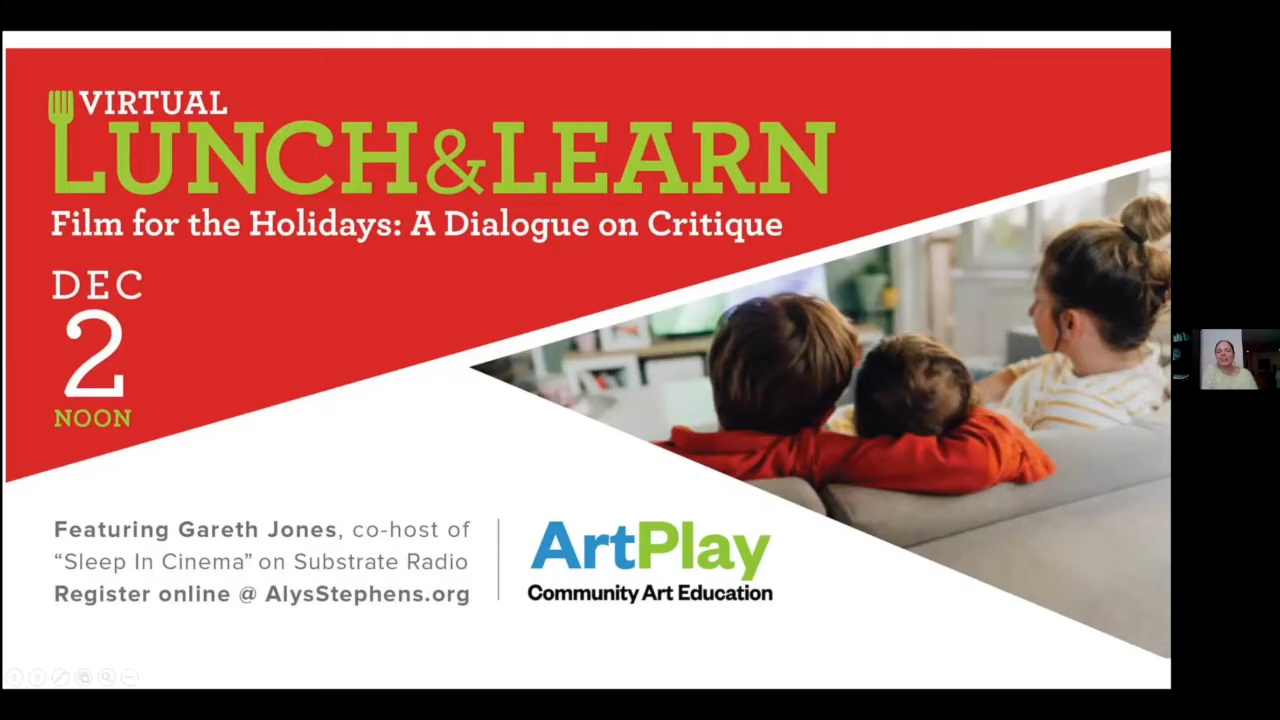 VIRTUAL
LUNCH&LEARN
Film for the Holidays: A Dialogue on Critique
DEC
2
NOON
Featuring Gareth Jones, co-host of
“Sleep In Cinema” on Substrate Radio
Register online @ AlysStephens.org
ArtPlay
Community Art Education